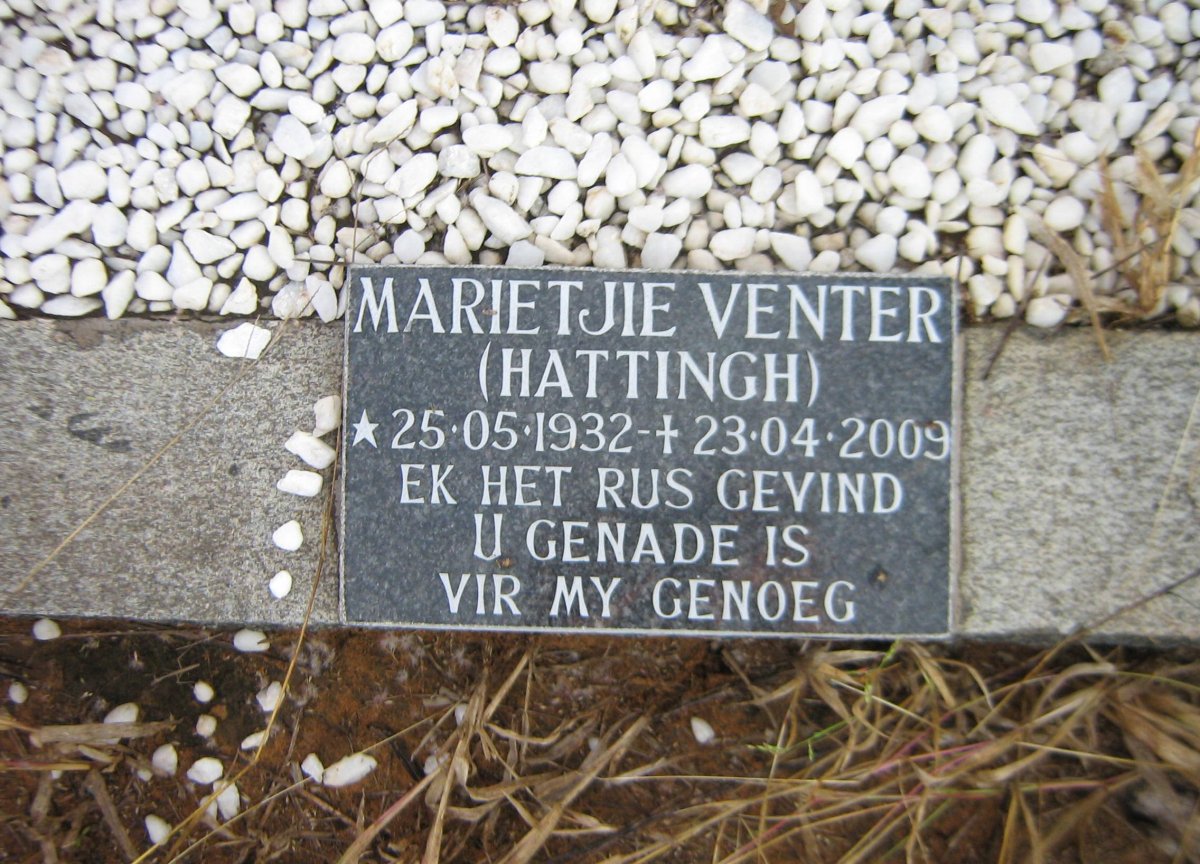 MARIETJIE VENTER
(HATTINGH)
★25·05·1932-✝23·04·2009
EK HET RUS GEVIND
U GENADE IS
VIR MY GENOEG